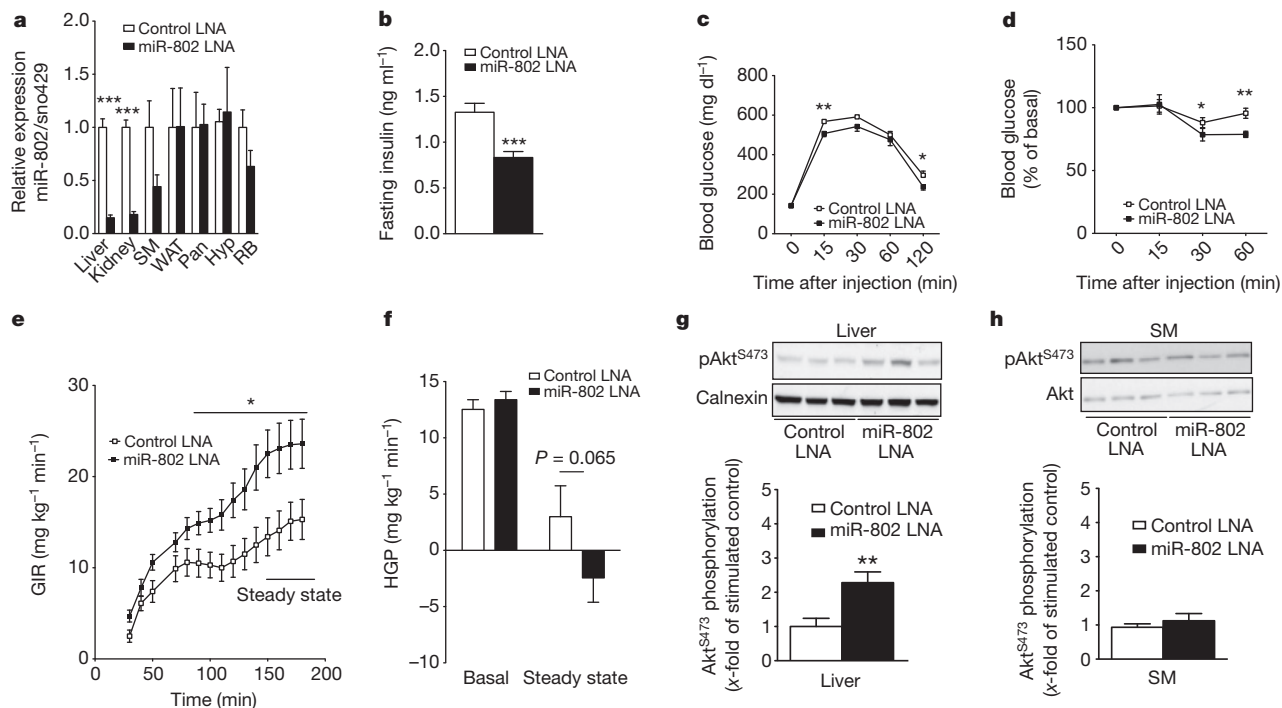 a
Control LNA
miR-802 LNA
Relative expression
miR-802/sno429
2.0
1.5
1.0
0.5
0.0
***
***
Liver
Kidney
SM
WAT
Pan
Hyp
RB
b
Control LNA
miR-802 LNA
Fasting insulin (ng ml⁻¹)
2.0
1.5
1.0
0.5
0.0
***
c
Blood glucose (mg dl⁻¹)
800
600
400
200
0
**
*
Control LNA
miR-802 LNA
0
15
30
60
120
Time after injection (min)
d
Blood glucose
(% of basal)
150
100
50
0
*
**
Control LNA
miR-802 LNA
0
15
30
60
Time after injection (min)
e
GIR (mg kg⁻¹ min⁻¹)
30
20
10
0
*
Control LNA
miR-802 LNA
Steady state
0
50
100
150
200
Time (min)
f
HGP (mg kg⁻¹ min⁻¹)
15
10
5
0
−5
−10
Control LNA
miR-802 LNA
P = 0.065
Basal
Steady state
g
Liver
pAktS473
Calnexin
Control
LNA
miR-802
LNA
AktS473 phosphorylation
(x-fold of stimulated control)
5
4
3
2
1
0
Control LNA
miR-802 LNA
**
Liver
h
SM
pAktS473
Akt
Control
LNA
miR-802
LNA
AktS473 phosphorylation
(x-fold of stimulated control)
5
4
3
2
1
0
Control LNA
miR-802 LNA
SM